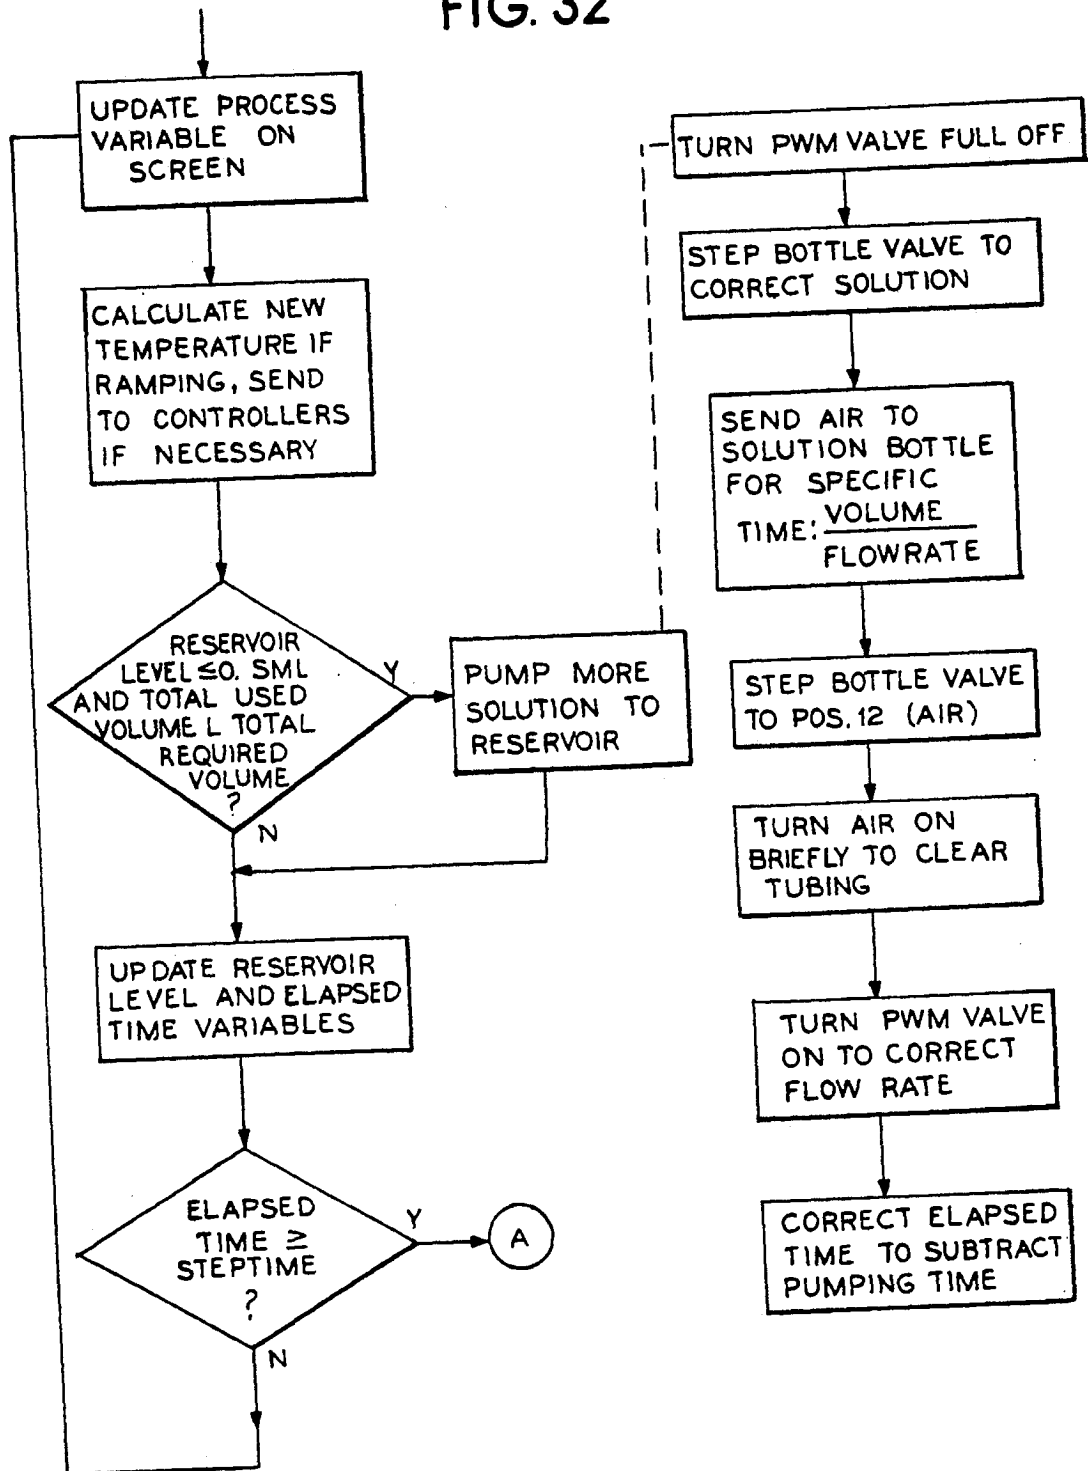 FIG. 32
UPDATE PROCESS
VARIABLE ON
SCREEN
CALCULATE NEW
TEMPERATURE IF
RAMPING, SEND
TO CONTROLLERS
IF NECESSARY
RESERVOIR
LEVEL ≤0. SML
AND TOTAL USED
VOLUME L TOTAL
REQUIRED
VOLUME
?
Y
N
PUMP MORE
SOLUTION TO
RESERVOIR
UPDATE RESERVOIR
LEVEL AND ELAPSED
TIME VARIABLES
ELAPSED
TIME ≥
STEPTIME
?
Y
A
N
TURN PWM VALVE FULL OFF
STEP BOTTLE VALVE TO
CORRECT SOLUTION
SEND AIR TO
SOLUTION BOTTLE
FOR SPECIFIC
TIME: VOLUME
FLOWRATE
STEP BOTTLE VALVE
TO POS. 12 (AIR)
TURN AIR ON
BRIEFLY TO CLEAR
TUBING
TURN PWM VALVE
ON TO CORRECT
FLOW RATE
CORRECT ELAPSED
TIME TO SUBTRACT
PUMPING TIME